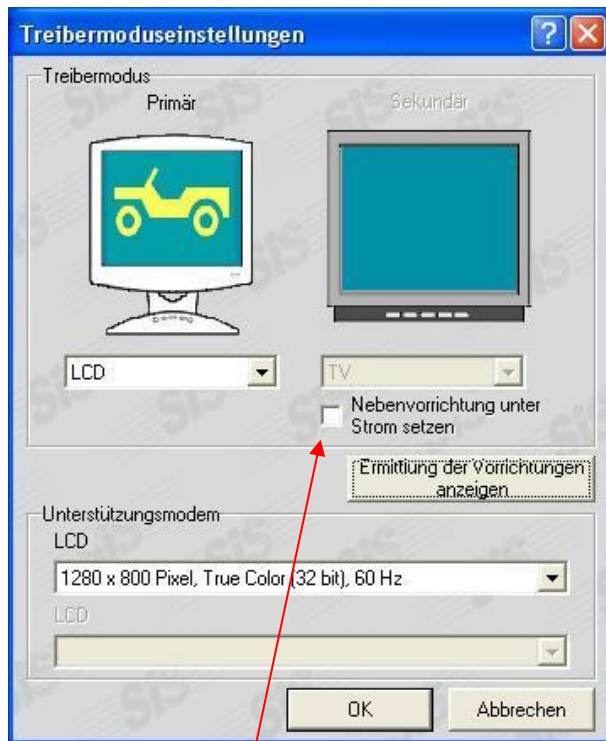 Treibermoduseinstellungen
Treibermodus
Primär
Sekundär
LCD
TV
Nebenvorrichtung unter
Strom setzen
Ermittlung der Vorrichtungen
anzeigen
Unterstützungsmodem
LCD
1280 x 800 Pixel, True Color (32 bit), 60 Hz
LCD
OK
Abbrechen